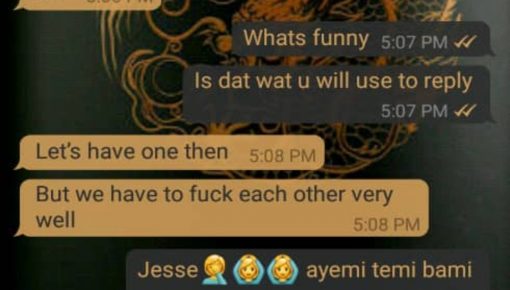 Whats funny 5:07 PM
Is dat wat u will use to reply
5:07 PM
Let's have one then 5:08 PM
But we have to fuck each other very
well
5:08 PM
Jesse🤦🙆🙆 ayemi temi bami